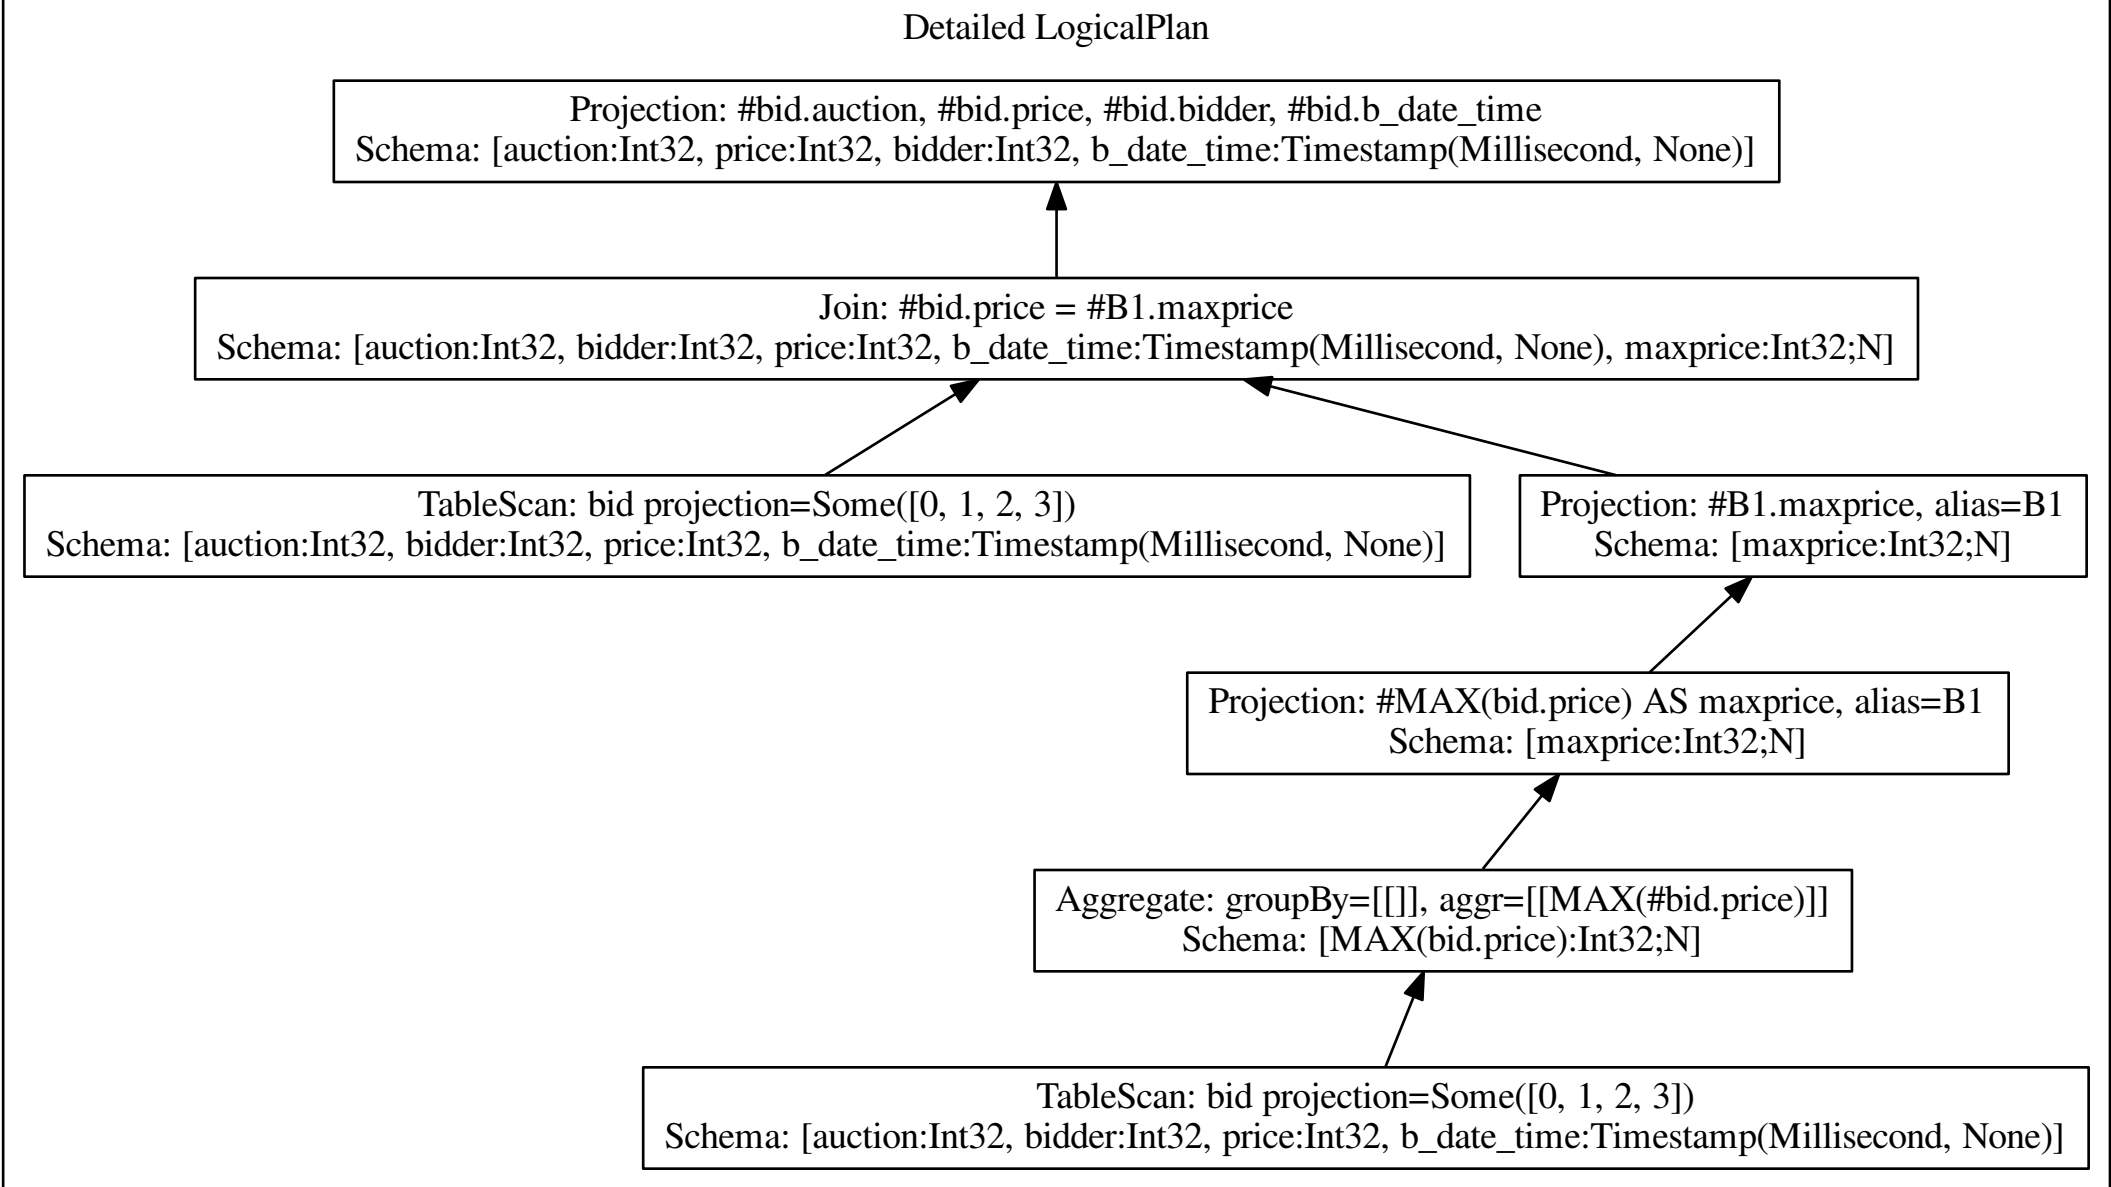 Detailed LogicalPlan
Projection: #bid.auction, #bid.price, #bid.bidder, #bid.b_date_time
Schema: [auction:Int32, price:Int32, bidder:Int32, b_date_time:Timestamp(Millisecond, None)]
Join: #bid.price = #B1.maxprice
Schema: [auction:Int32, bidder:Int32, price:Int32, b_date_time:Timestamp(Millisecond, None), maxprice:Int32;N]
TableScan: bid projection=Some([0, 1, 2, 3])
Schema: [auction:Int32, bidder:Int32, price:Int32, b_date_time:Timestamp(Millisecond, None)]
Projection: #B1.maxprice, alias=B1
Schema: [maxprice:Int32;N]
Projection: #MAX(bid.price) AS maxprice, alias=B1
Schema: [maxprice:Int32;N]
Aggregate: groupBy=[[]], aggr=[[MAX(#bid.price)]]
Schema: [MAX(bid.price):Int32;N]
TableScan: bid projection=Some([0, 1, 2, 3])
Schema: [auction:Int32, bidder:Int32, price:Int32, b_date_time:Timestamp(Millisecond, None)]